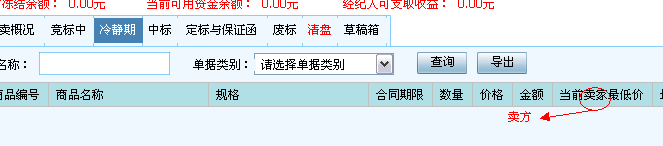 冻结余额： 0.00元 当前可用资金余额： 0.00元 经纪人可支取收益： 0.00元
卖概况 竞标中 冷静期 中标 定标与保证函 废标 清盘 草稿箱
名称： 单据类别： 请选择单据类别 查询 导出
商品编号 商品名称 规格 合同期限 数量 价格 金额 当前卖家最低价
卖方